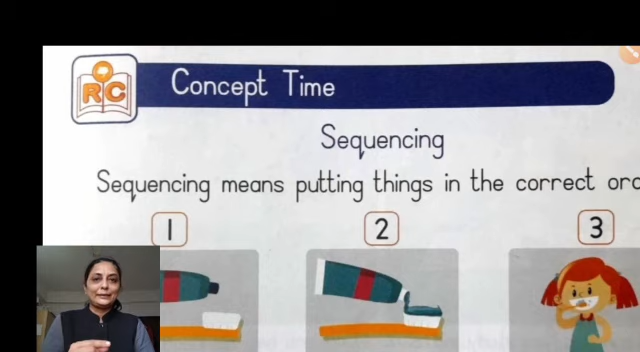 RC
Concept Time
Sequencing
Sequencing means putting things in the correct
1 2 3